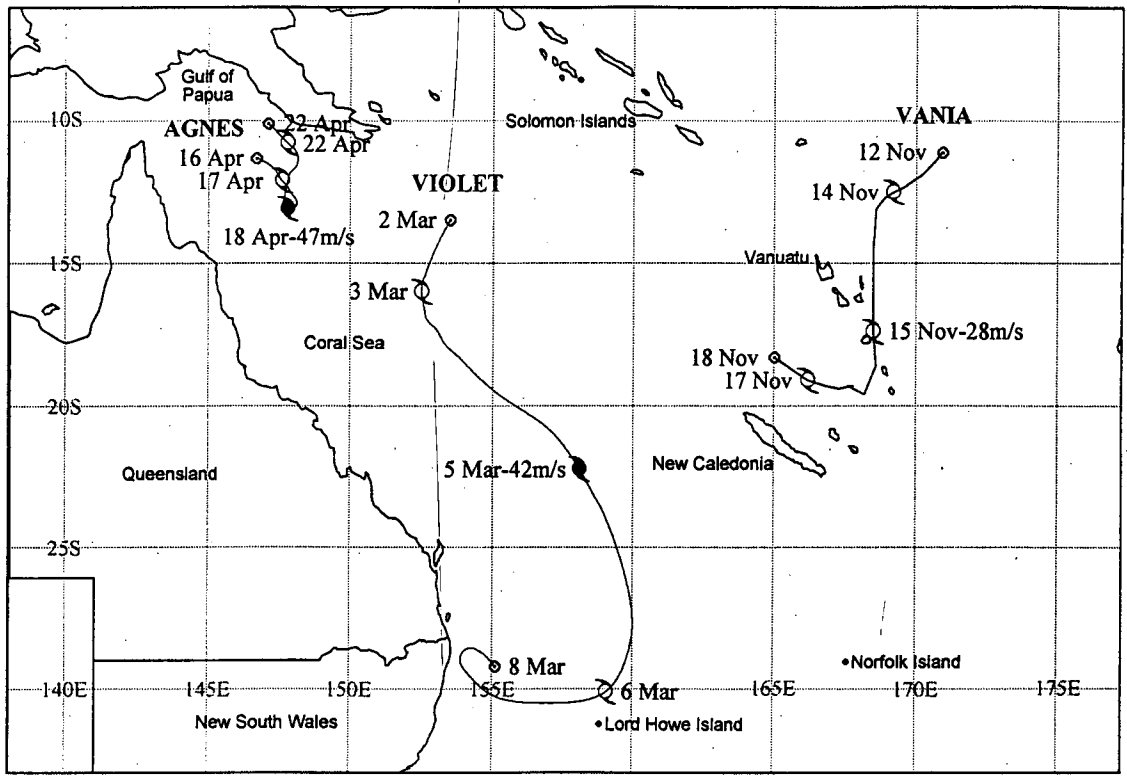 Gulf of
Papua
10S
AGNES
22 Apr
22 Apr
16 Apr
17 Apr
18 Apr-47m/s
Solomon Islands
VANIA
12 Nov
14 Nov
VIOLET
2 Mar
15S
3 Mar
Vanuatu
Coral Sea
15 Nov-28m/s
18 Nov
17 Nov
20S
Queensland
5 Mar-42m/s
New Caledonia
25S
8 Mar
Norfolk Island
140E
145E
150E
155E
6 Mar
165E
170E
175E
New South Wales
Lord Howe Island